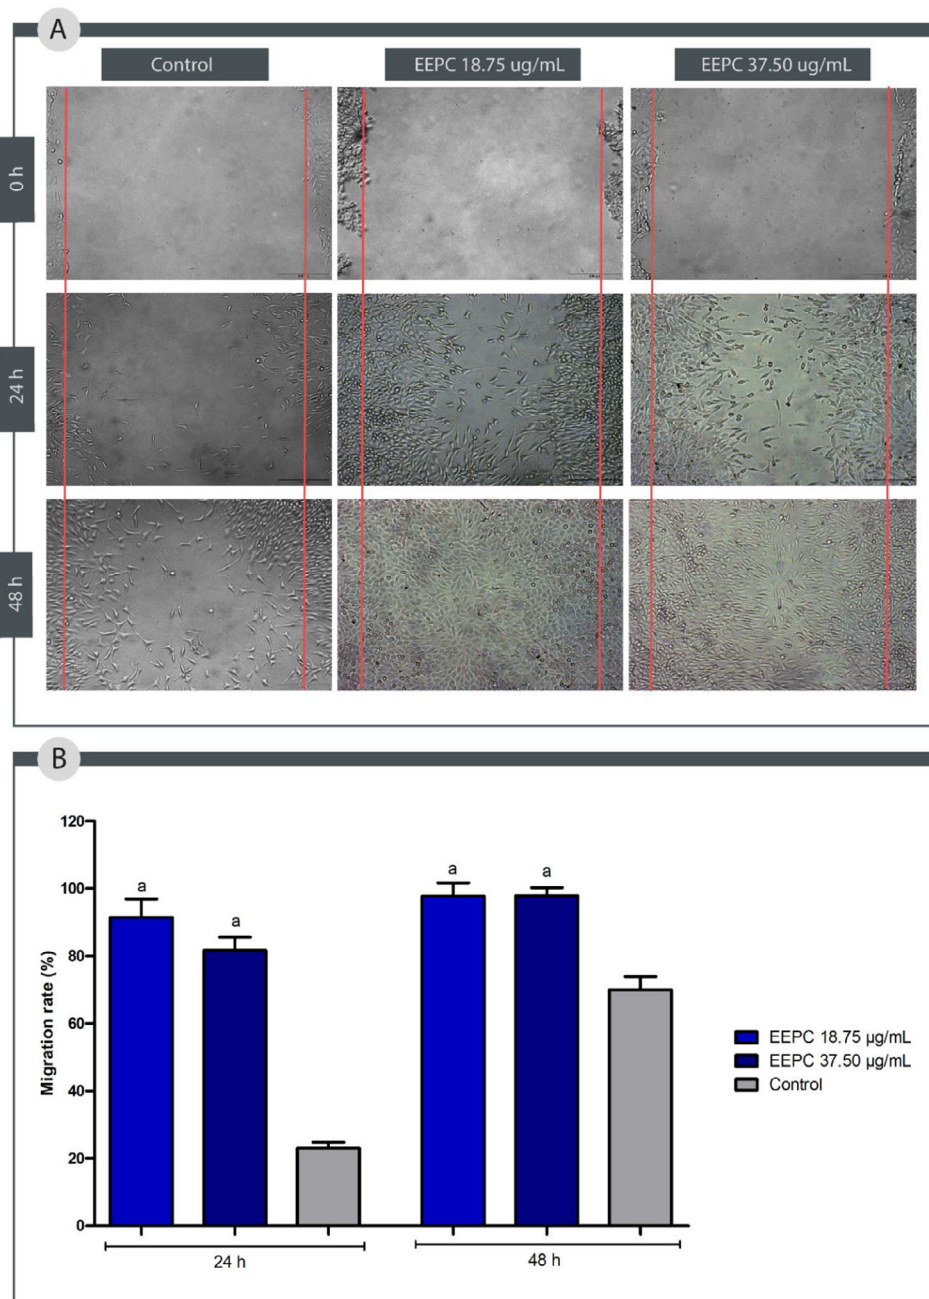 A
Control
EEPC 18.75 ug/mL
EEPC 37.50 ug/mL
0 h
24 h
48 h
B
120
100
80
60
40
20
0
Migration rate (%)
a
a
a
a
24 h
48 h
EEPC 18.75 µg/mL
EEPC 37.50 µg/mL
Control